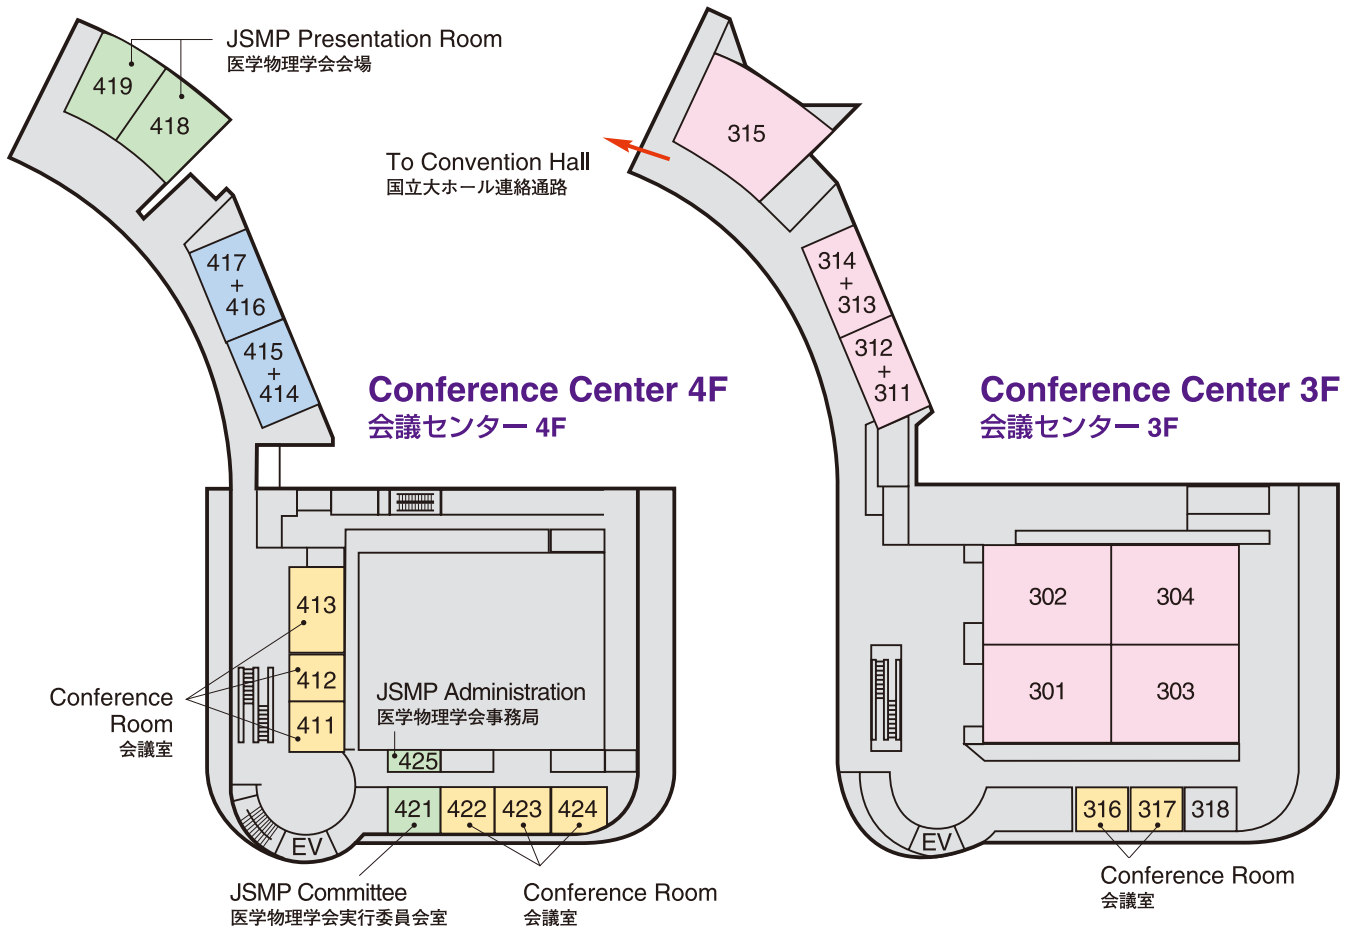 JSMP Presentation Room
医学物理学会会場
419
418
417
+
416
415
+
414
Conference Center 4F
会議センター 4F
413
412
411
Conference
Room
会議室
JSMP Administration
医学物理学会事務局
425
421
422
423
424
EV
JSMP Committee
医学物理学会実行委員会室
Conference Room
会議室
To Convention Hall
国立大ホール連絡通路
315
314
+
313
312
+
311
Conference Center 3F
会議センター 3F
302
304
301
303
316
317
318
EV
Conference Room
会議室